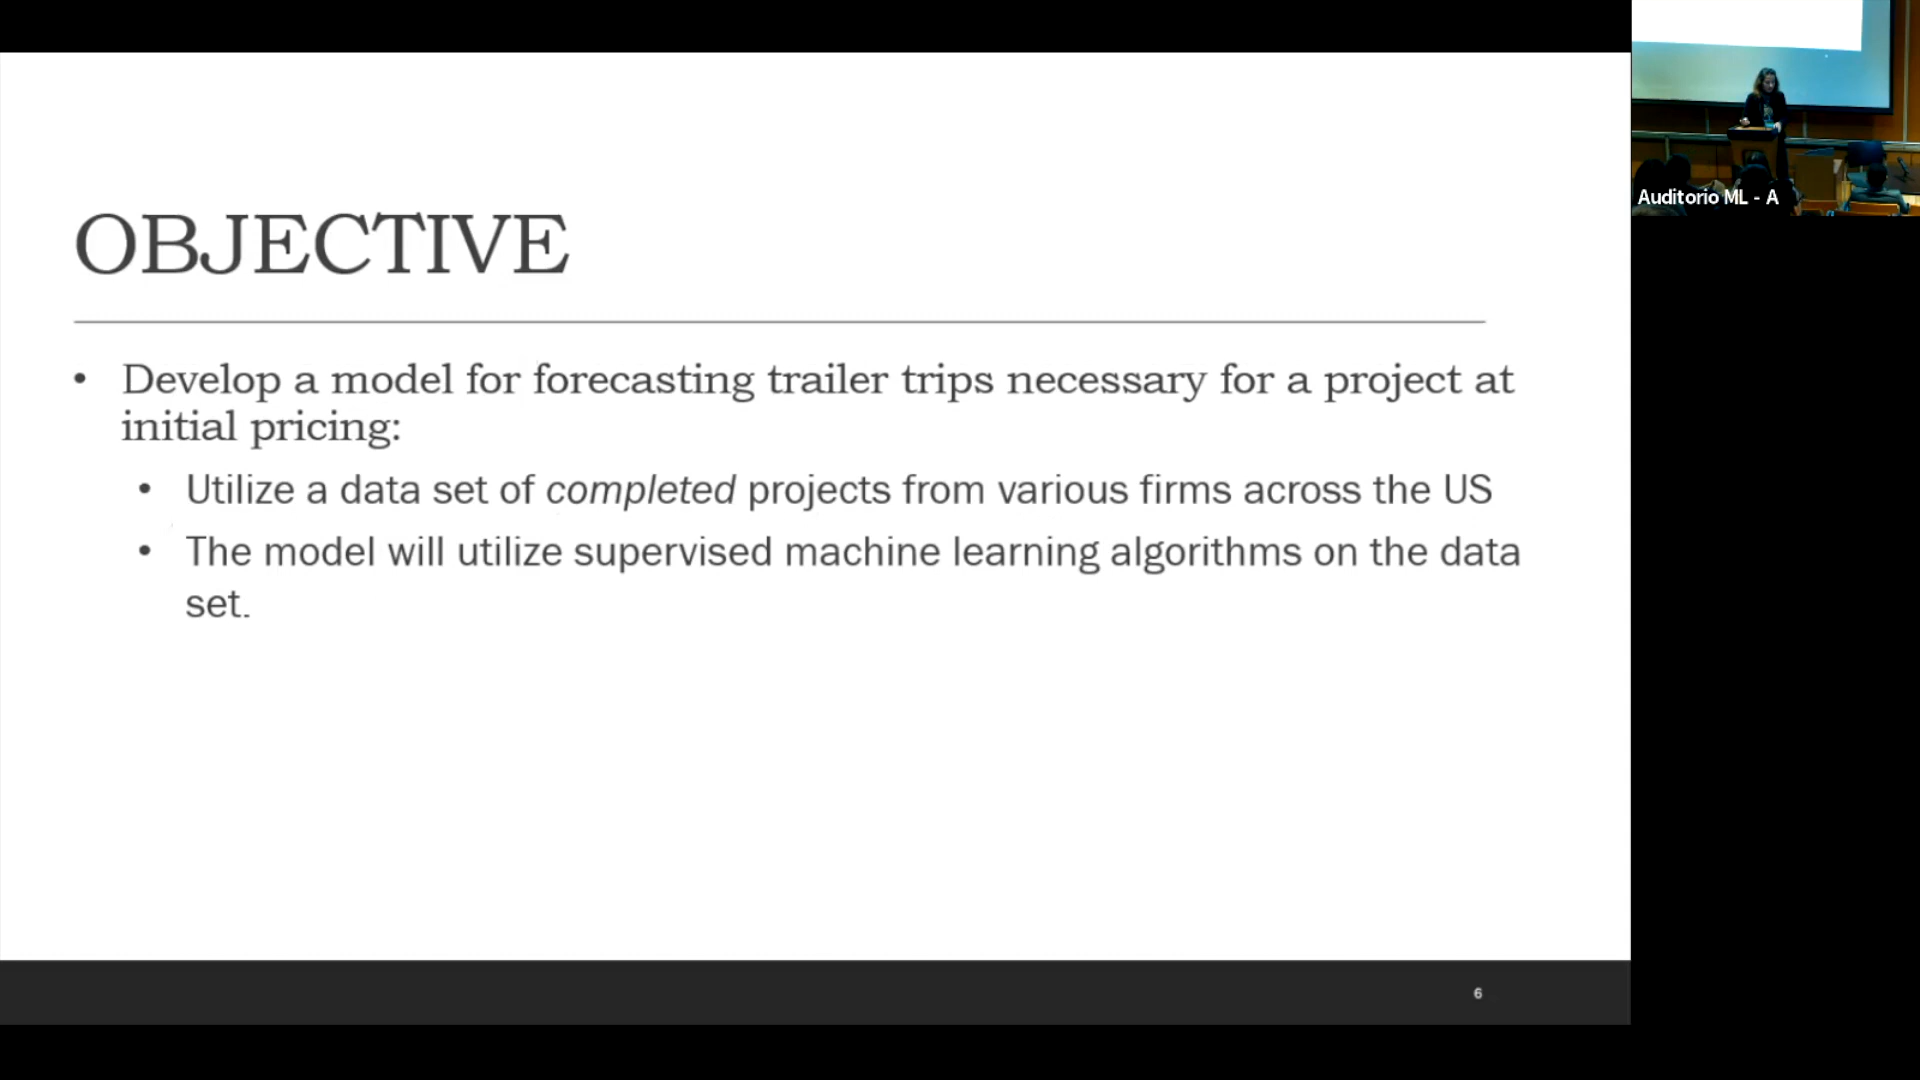 OBJECTIVE
• Develop a model for forecasting trailer trips necessary for a project at
initial pricing:
• Utilize a data set of completed projects from various firms across the US
• The model will utilize supervised machine learning algorithms on the data
set.
6
Auditorio ML - A